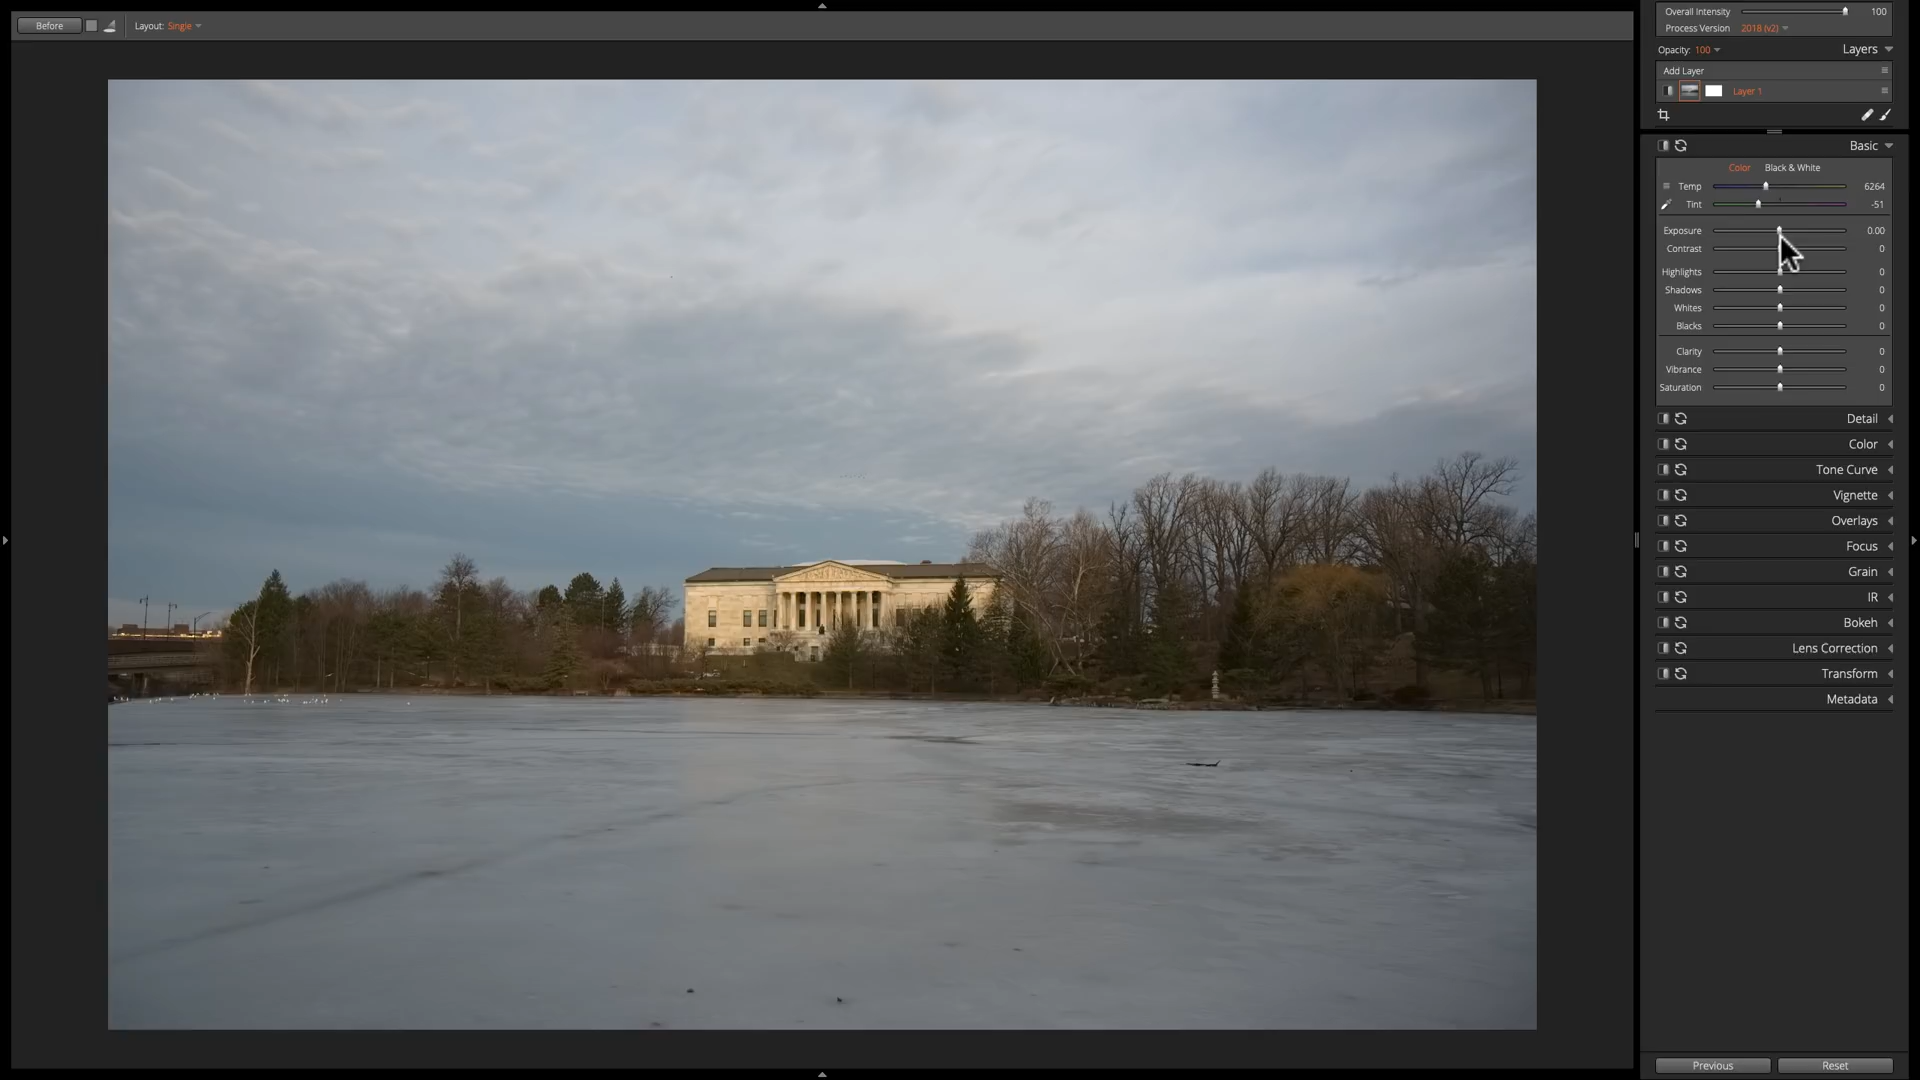 Before
Layout: Single
Overall Intensity 100
Process Version 2018 (v2)
Opacity: 100 Layers
Add Layer
Layer 1
Basic
Color Black & White
Temp 6264
Tint -51
Exposure 0.00
Contrast 0
Highlights 0
Shadows 0
Whites 0
Blacks 0
Clarity 0
Vibrance 0
Saturation 0
Detail
Color
Tone Curve
Vignette
Overlays
Focus
Grain
IR
Bokeh
Lens Correction
Transform
Metadata
Previous Reset